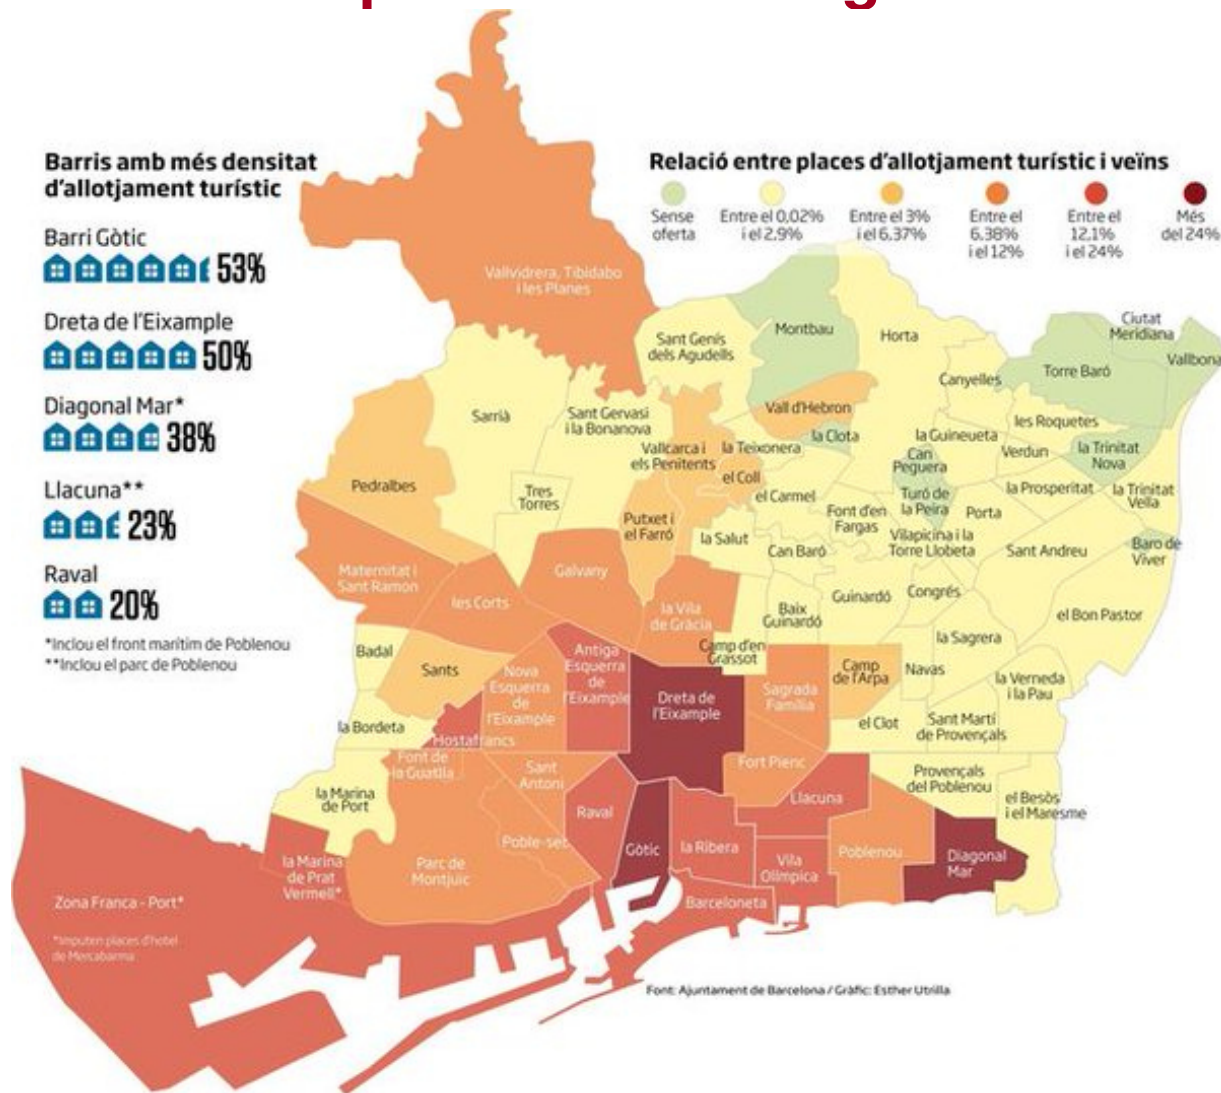 Barris amb més densitat
d'allotjament turístic
Barri Gòtic
53%
Dreta de l'Eixample
50%
Diagonal Mar*
38%
Llacuna**
23%
Raval
20%
*Inclou el front marítim de Poblenou
**Inclou el parc de Poblenou
Relació entre places d'allotjament turístic i veïns
Sense
oferta
Entre el 0,02%
i el 2,9%
Entre el 3%
i el 6,37%
Entre el
6,38%
i el 12%
Entre el
12,1%
i el 24%
Més
del 24%
Vallvidrera, Tibidabo
i les Planes
Sant Genís
dels Agudells
Montbau
Horta
Ciutat
Meridiana
Vallbona
Torre Baró
Canyelles
Sarrià
Sant Gervasi
i la Bonanova
Vall d'Hebron
les Roquetes
la Clota
la Guineueta
Vallcarca i
els Penitents
la Teixonera
Can
Peguera
Verdun
la Trinitat
Nova
Pedralbes
Tres
Torres
el Coll
el Carmel
Turó de
la Peira
la Prosperitat
la Trinitat
Vella
Putxet i
el Farró
Font d'en
Fargas
Porta
la Salut
Can Baró
Vilapicina i la
Torre Llobeta
Sant Andreu
Baro de
Viver
Maternitat i
Sant Ramon
Galvany
les Corts
la Vila
de Gràcia
Baix
Guinardó
Guinardó
Congrés
el Bon Pastor
Badal
Sants
Antiga
Esquerra
de
l'Eixample
Camp d'en
Grassot
la Sagrera
Nova
Esquerra
de
l'Eixample
Dreta de
l'Eixample
Sagrada
Família
Camp
de l'Arpa
Navas
la Verneda
i la Pau
la Bordeta
Hostafrancs
el Clot
Sant Martí
de Provençals
Font de
la Guatlla
Sant
Antoni
Fort Pienc
Provençals
del Poblenou
la Marina
de Port
Raval
Llacuna
el Besòs
i el Maresme
Poble-sec
Gòtic
la Ribera
Poblenou
Diagonal
Mar
la Marina
de Prat
Vermell*
Parc de
Montjuïc
Vila
Olímpica
Zona Franca - Port*
Barceloneta
*Imputen places d'hotel
de Mercabarna
Font: Ajuntament de Barcelona / Gràfic: Esther Utrilla